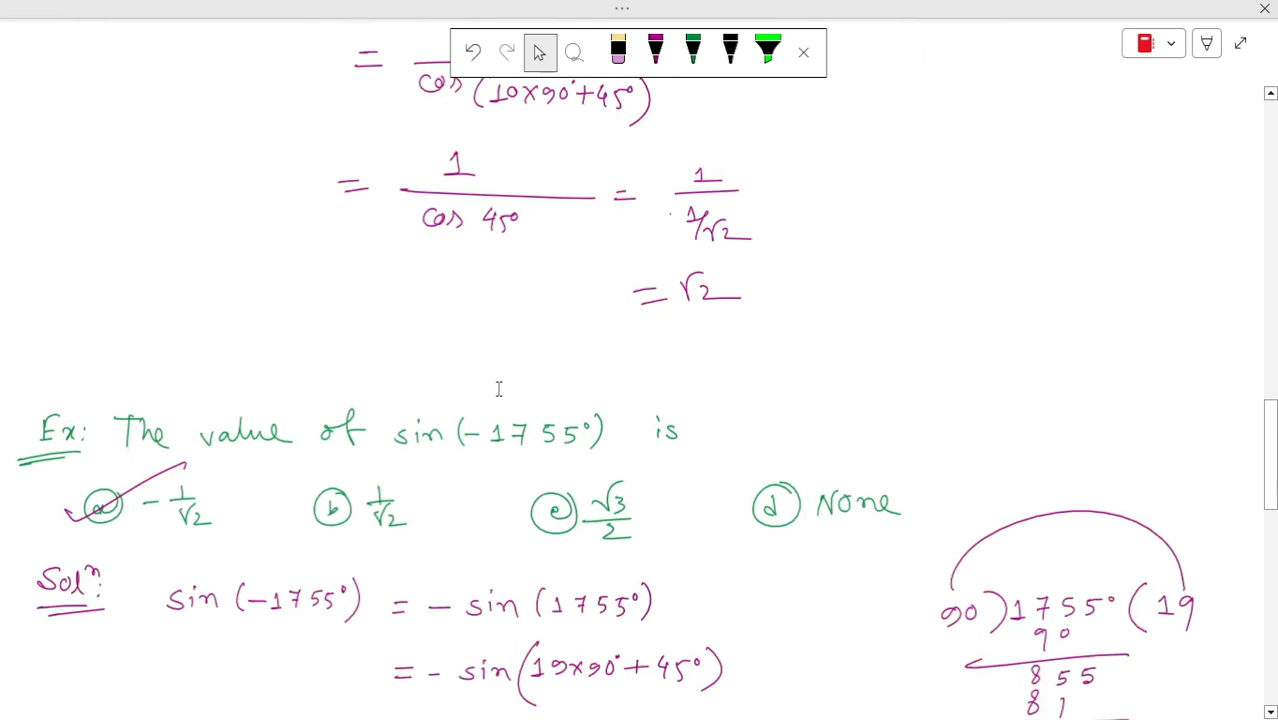 =
cos (10×90°+45°)
= 1 / cos 45° = 1 / 1/√2
= √2
Ex: The value of sin(-1755°) is
(a) -1/√2 (b) 1/√2 (c) √3/2 (d) None
Solⁿ: sin (-1755°) = - sin (1755°)
= - sin (19×90°+45°)
90)1755°(19
90
855
81